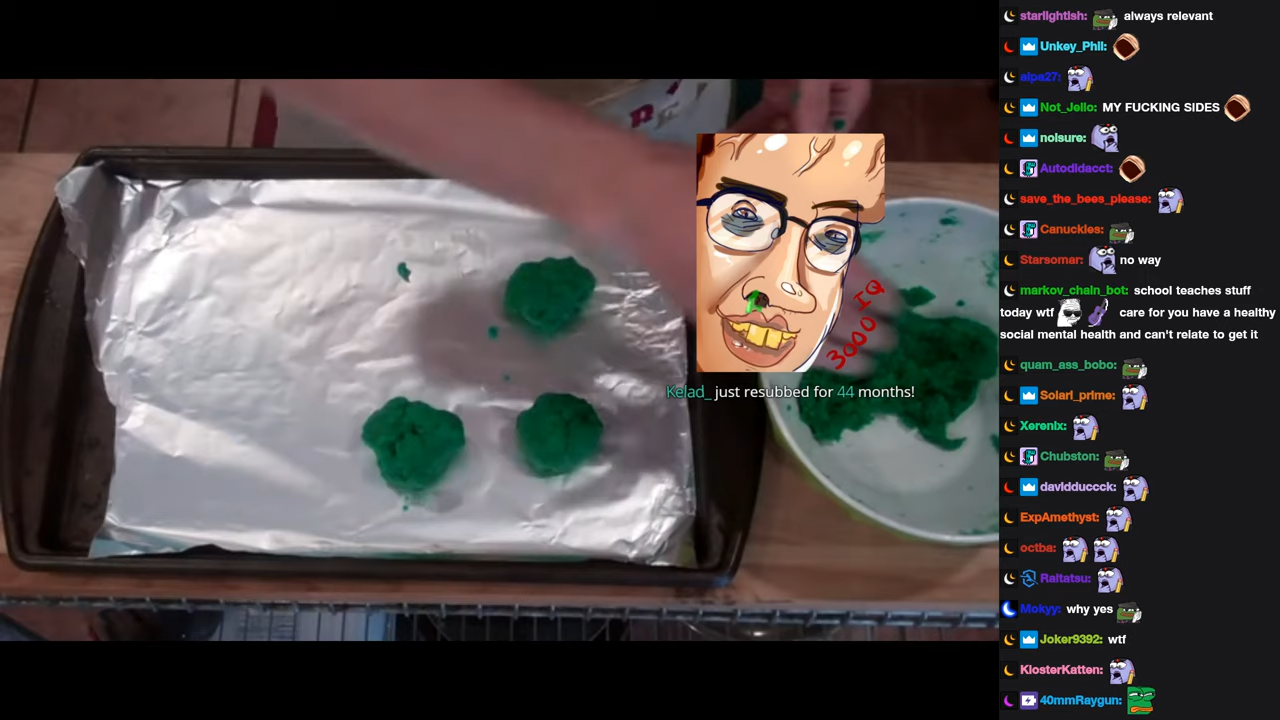 starlightish: always relevant
Unkey_Phil:
aipa27:
Not_Jello: MY FUCKING SIDES
noisure:
Autodidacct:
save_the_bees_please:
Canuckles:
Starsomar: no way
markov_chain_bot: school teaches stuff
today wtf care for you have a healthy
social mental health and can't relate to get it
quam_ass_bobo:
Solari_prime:
Xerenix:
Chubston:
davidduccck:
ExpAmethyst:
octba:
Raitatsu:
Mokyy: why yes
Joker9392: wtf
KlosterKatten:
40mmRaygun:
3000 IQ
Kelad_ just resubbed for 44 months!